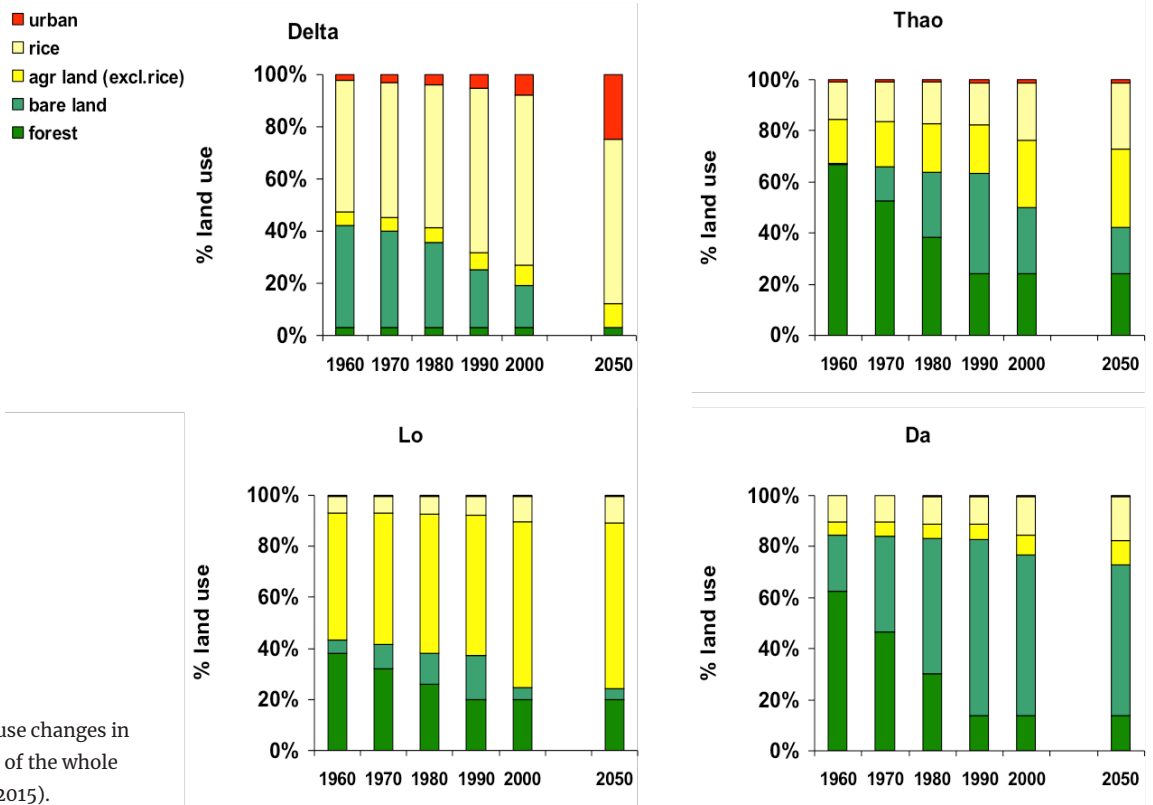 urban
rice
agr land (excl.rice)
bare land
forest
Delta
% land use
100%
80%
60%
40%
20%
0%
1960 1970 1980 1990 2000 2050
Thao
% land use
100%
80%
60%
40%
20%
0%
1960 1970 1980 1990 2000 2050
Lo
% land use
100%
80%
60%
40%
20%
0%
1960 1970 1980 1990 2000 2050
Da
% land use
100%
80%
60%
40%
20%
0%
1960 1970 1980 1990 2000 2050
use changes in
of the whole
2015).